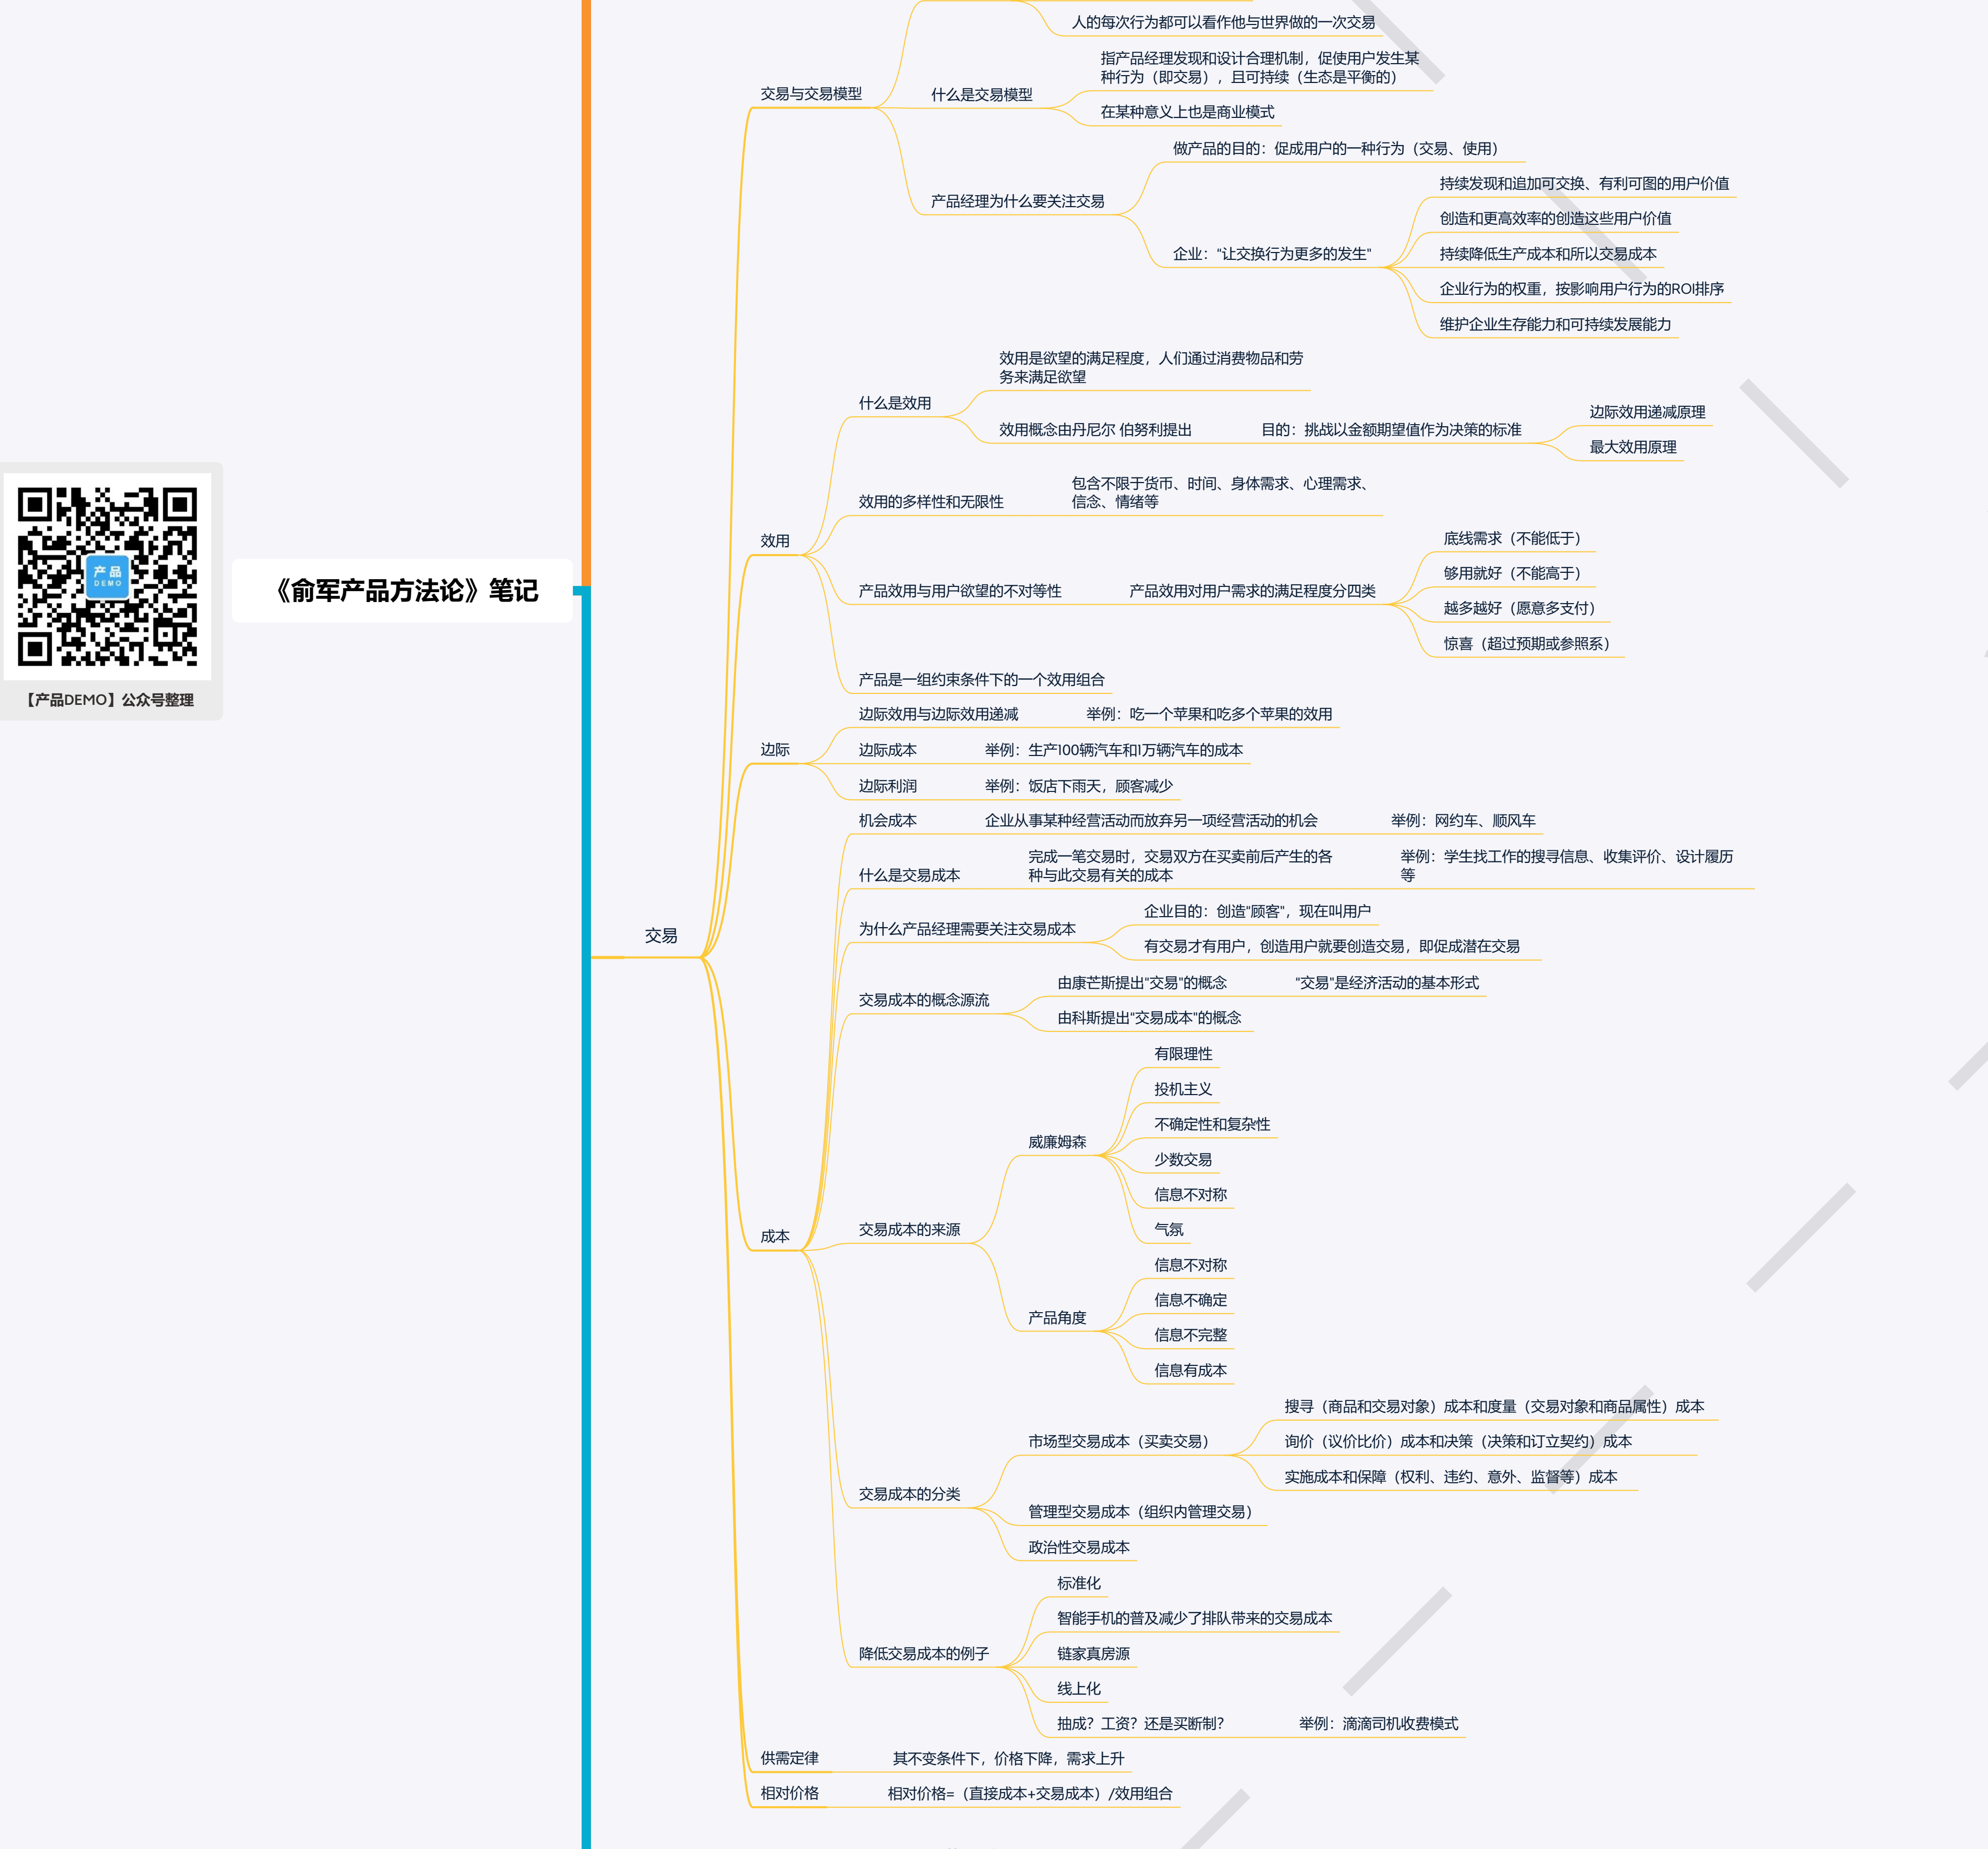 人的每次行为都可以看作他与世界做的一次交易
交易与交易模型
什么是交易模型
指产品经理发现和设计合理机制，促使用户发生某
种行为（即交易），且可持续（生态是平衡的）
在某种意义上也是商业模式
产品经理为什么要关注交易
做产品的目的：促成用户的一种行为（交易、使用）
企业："让交换行为更多的发生"
持续发现和追加可交换、有利可图的用户价值
创造和更高效率的创造这些用户价值
持续降低生产成本和所以交易成本
企业行为的权重，按影响用户行为的ROI排序
维护企业生存能力和可持续发展能力
效用
什么是效用
效用是欲望的满足程度，人们通过消费物品和劳
务来满足欲望
效用概念由丹尼尔 伯努利提出
目的：挑战以金额期望值作为决策的标准
边际效用递减原理
最大效用原理
效用的多样性和无限性
包含不限于货币、时间、身体需求、心理需求、
信念、情绪等
产品效用与用户欲望的不对等性
产品效用对用户需求的满足程度分四类
底线需求（不能低于）
够用就好（不能高于）
越多越好（愿意多支付）
惊喜（超过预期或参照系）
产品是一组约束条件下的一个效用组合
产品
DEMO
【产品DEMO】公众号整理
《俞军产品方法论》笔记
边际
边际效用与边际效用递减
举例：吃一个苹果和吃多个苹果的效用
边际成本
举例：生产100辆汽车和1万辆汽车的成本
边际利润
举例：饭店下雨天，顾客减少
交易
成本
机会成本
企业从事某种经营活动而放弃另一项经营活动的机会
举例：网约车、顺风车
什么是交易成本
完成一笔交易时，交易双方在买卖前后产生的各
种与此交易有关的成本
举例：学生找工作的搜寻信息、收集评价、设计履历
等
为什么产品经理需要关注交易成本
企业目的：创造"顾客"，现在叫用户
有交易才有用户，创造用户就要创造交易，即促成潜在交易
交易成本的概念源流
由康芒斯提出"交易"的概念
"交易"是经济活动的基本形式
由科斯提出"交易成本"的概念
交易成本的来源
威廉姆森
有限理性
投机主义
不确定性和复杂性
少数交易
信息不对称
气氛
产品角度
信息不对称
信息不确定
信息不完整
信息有成本
交易成本的分类
市场型交易成本（买卖交易）
搜寻（商品和交易对象）成本和度量（交易对象和商品属性）成本
询价（议价比价）成本和决策（决策和订立契约）成本
实施成本和保障（权利、违约、意外、监督等）成本
管理型交易成本（组织内管理交易）
政治性交易成本
降低交易成本的例子
标准化
智能手机的普及减少了排队带来的交易成本
链家真房源
线上化
抽成？工资？还是买断制？
举例：滴滴司机收费模式
供需定律
其不变条件下，价格下降，需求上升
相对价格
相对价格=（直接成本+交易成本）/效用组合